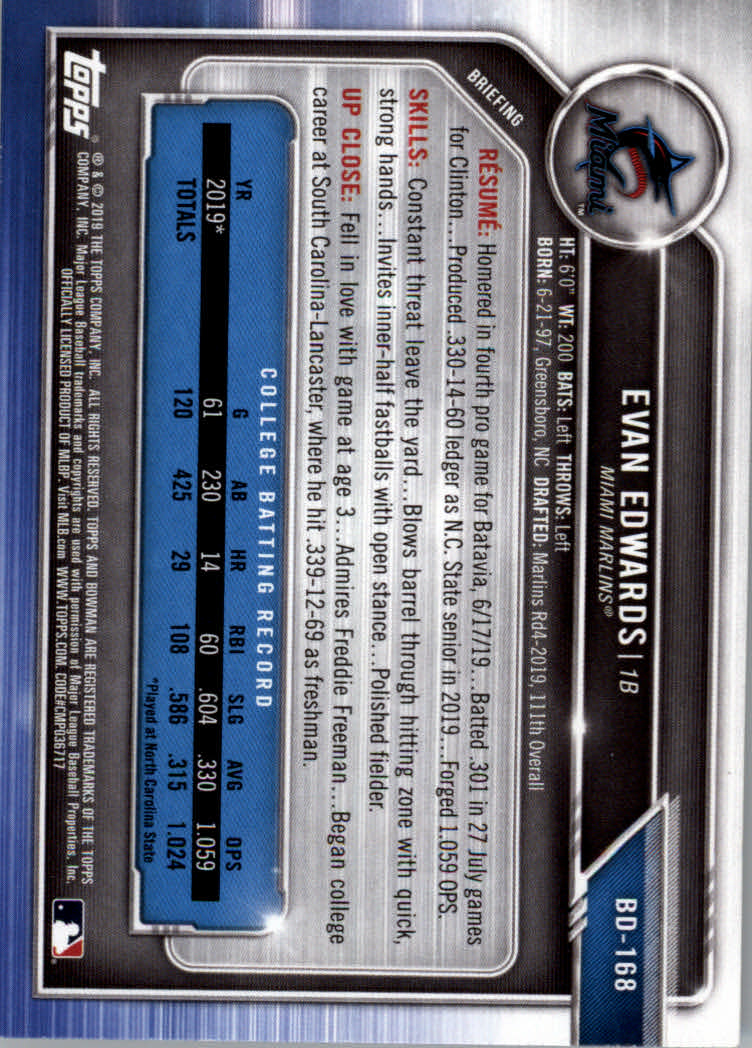 BD-168
EVAN EDWARDS | 1B
MIAMI MARLINS®
Miami
TM
HT: 6'0" WT: 200 BATS: Left THROWS: Left
BORN: 6-21-97, Greensboro, NC DRAFTED: Marlins Rd4-2019, 111th Overall
BRIEFING
RÉSUMÉ: Homered in fourth pro game for Batavia, 6/17/19...Batted .301 in 27 July games
for Clinton...Produced .330-14-60 ledger as N.C. State senior in 2019...Forged 1.059 OPS.
SKILLS: Constant threat leave the yard...Blows barrel through hitting zone with quick,
strong hands...Invites inner-half fastballs with open stance...Polished fielder.
UP CLOSE: Fell in love with game at age 3...Admires Freddie Freeman...Began college
career at South Carolina-Lancaster, where he hit .339-12-69 as freshman.
COLLEGE BATTING RECORD
YR G AB HR RBI SLG AVG OPS
2019* 61 230 14 60 .604 .330 1.059
TOTALS 120 425 29 108 .586 .315 1.024
*Played at North Carolina State
topps®
® & © 2019 THE TOPPS COMPANY, INC. ALL RIGHTS RESERVED. TOPPS AND BOWMAN ARE REGISTERED TRADEMARKS OF THE TOPPS
COMPANY, INC. Major League Baseball trademarks and copyrights are used with permission of Major League Baseball Properties, Inc.
OFFICIALLY LICENSED PRODUCT OF MLBP. Visit MLB.com WWW.TOPPS.COM. CODE#CMP036717